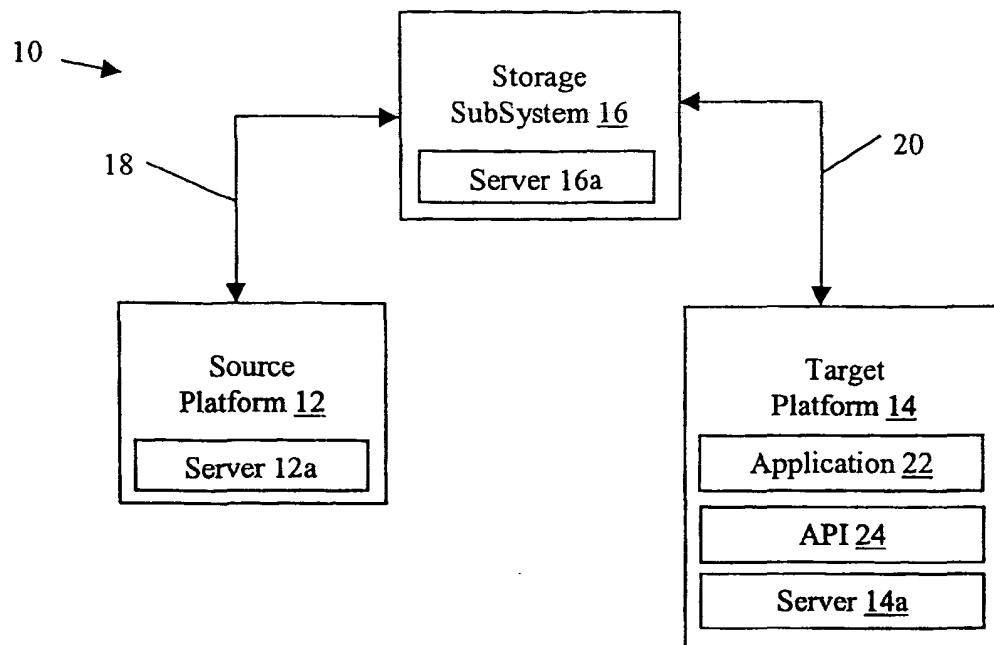 10
Storage
SubSystem 16
Server 16a
18
20
Source
Platform 12
Server 12a
Target
Platform 14
Application 22
API 24
Server 14a